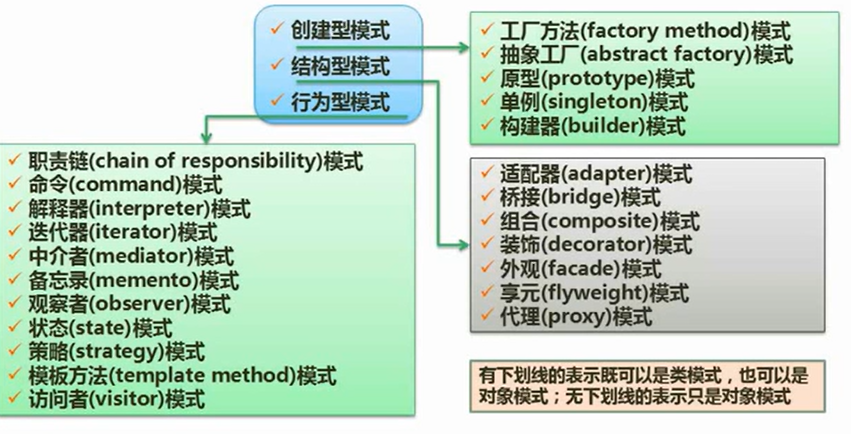 创建型模式
结构型模式
行为型模式
工厂方法(factory method)模式
抽象工厂(abstract factory)模式
原型(prototype)模式
单例(singleton)模式
构建器(builder)模式
职责链(chain of responsibility)模式
命令(command)模式
解释器(interpreter)模式
迭代器(iterator)模式
中介者(mediator)模式
备忘录(memento)模式
观察者(observer)模式
状态(state)模式
策略(strategy)模式
模板方法(template method)模式
访问者(visitor)模式
适配器(adapter)模式
桥接(bridge)模式
组合(composite)模式
装饰(decorator)模式
外观(facade)模式
享元(flyweight)模式
代理(proxy)模式
有下划线的表示既可以是类模式，也可以是
对象模式；无下划线的表示只是对象模式